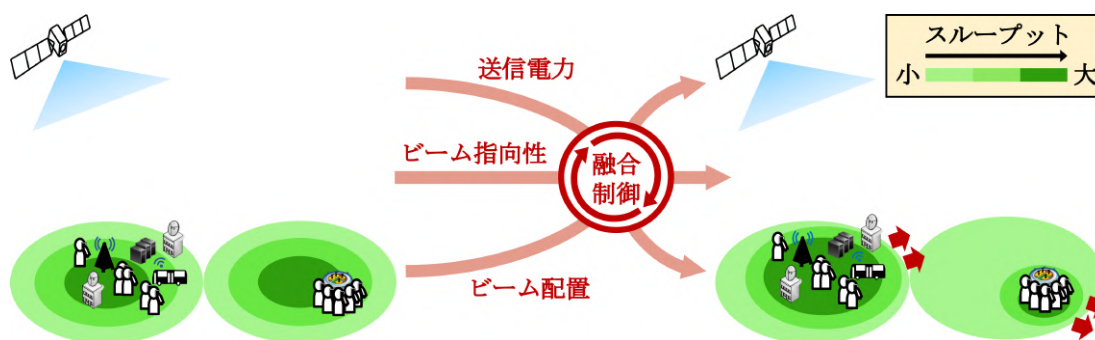 送信電力
ビーム指向性
ビーム配置
融合
制御
スループット
小
大